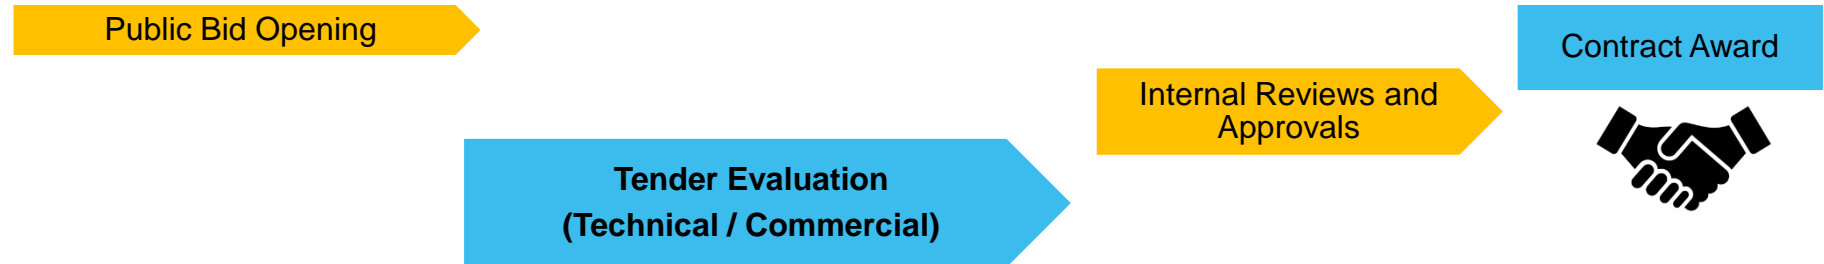 Public Bid Opening
Tender Evaluation
(Technical / Commercial)
Internal Reviews and
Approvals
Contract Award